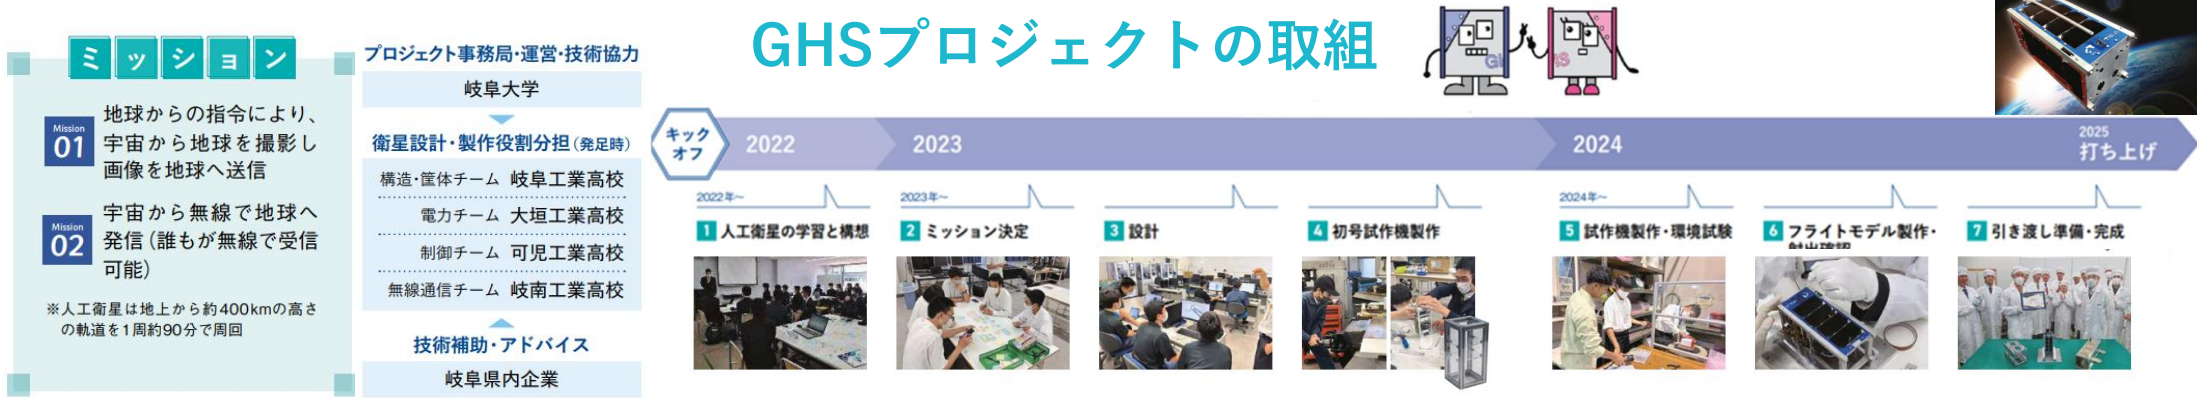 ミッション
Mission
01
地球からの指令により、
宇宙から地球を撮影し
画像を地球へ送信
Mission
02
宇宙から無線で地球へ
発信(誰もが無線で受信
可能)
※人工衛星は地上から約400kmの高さ
の軌道を1周約90分で周回
プロジェクト事務局・運営・技術協力
岐阜大学
衛星設計・製作役割分担(発足時)
構造・筐体チーム 岐阜工業高校
電力チーム 大垣工業高校
制御チーム 可児工業高校
無線通信チーム 岐南工業高校
技術補助・アドバイス
岐阜県内企業
GHSプロジェクトの取組
キック
オフ
2022
2023
2024
2025
打ち上げ
2022年〜
1 人工衛星の学習と構想
2023年〜
2 ミッション決定
3 設計
4 初号試作機製作
2024年〜
5 試作機製作・環境試験
6 フライトモデル製作・
7 引き渡し準備・完成